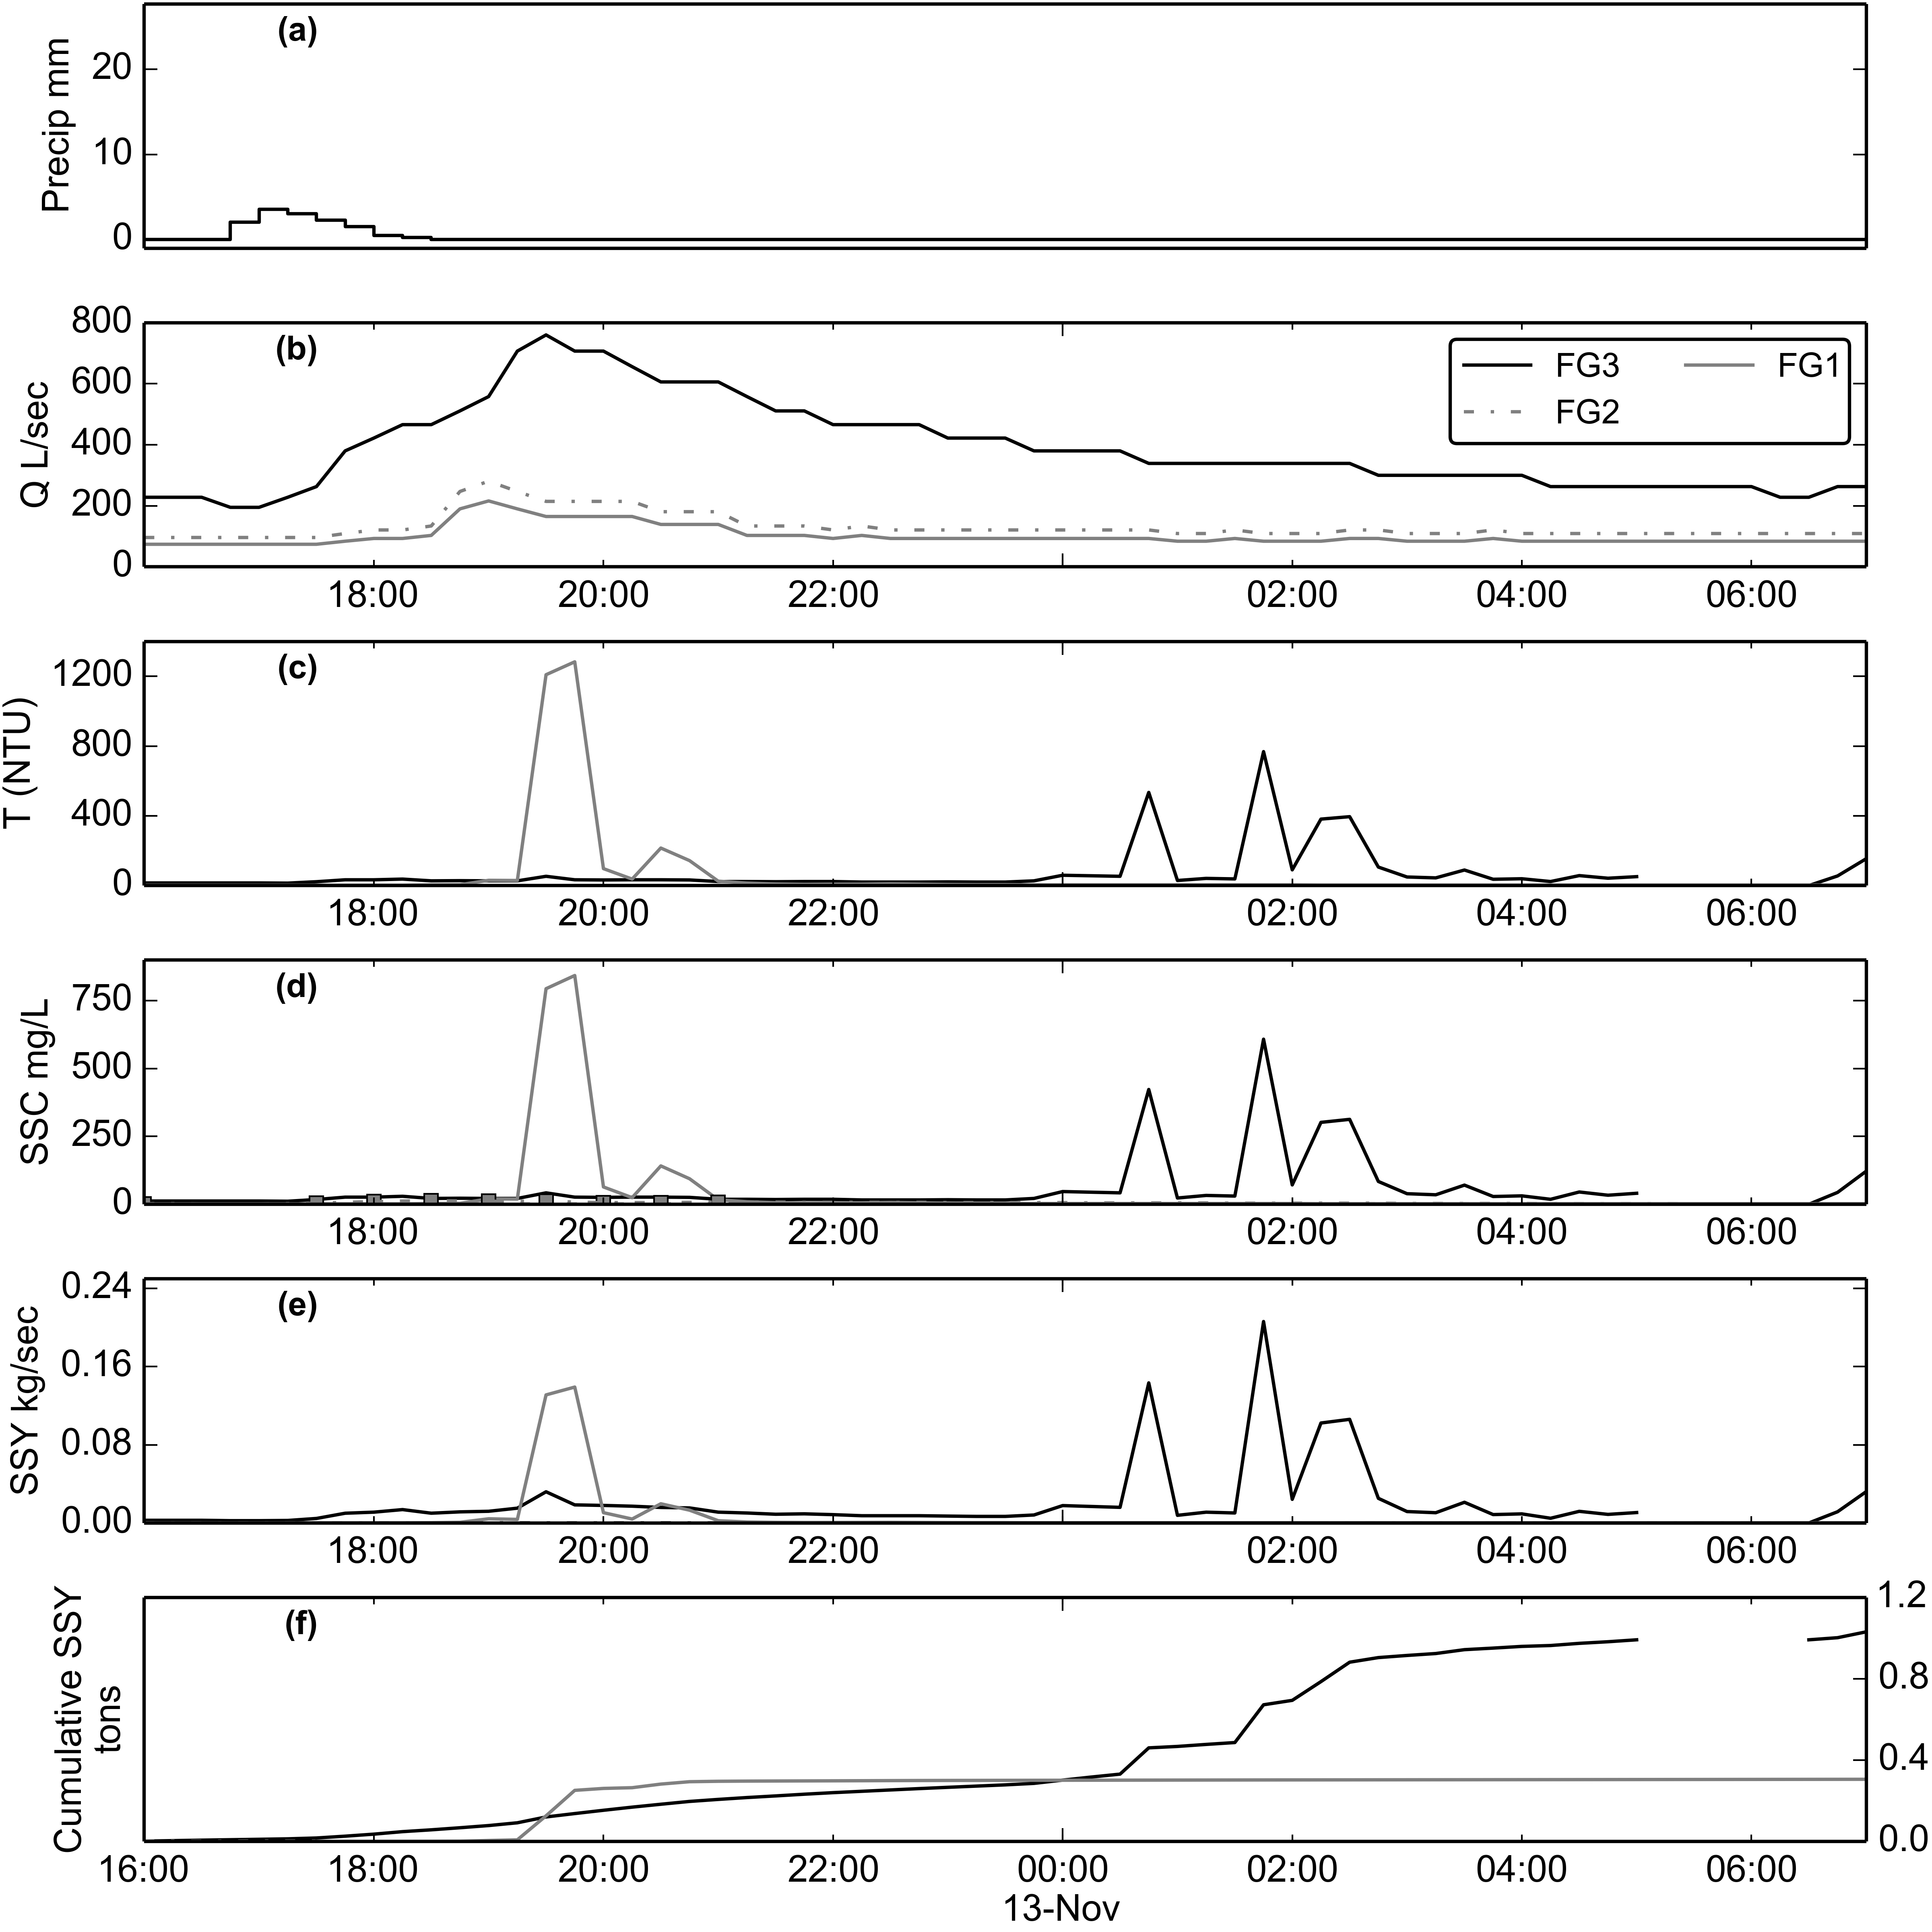 (a)
Precip mm
20
10
0
(b)
Q L/sec
800
600
400
200
0
FG3 FG1
FG2
18:00 20:00 22:00 02:00 04:00 06:00
(c)
T (NTU)
1200
800
400
0
18:00 20:00 22:00 02:00 04:00 06:00
(d)
SSC mg/L
750
500
250
0
18:00 20:00 22:00 02:00 04:00 06:00
(e)
SSY kg/sec
0.24
0.16
0.08
0.00
18:00 20:00 22:00 02:00 04:00 06:00
(f)
Cumulative SSY
tons
1.2
0.8
0.4
0.0
16:00 18:00 20:00 22:00 00:00 02:00 04:00 06:00
13-Nov